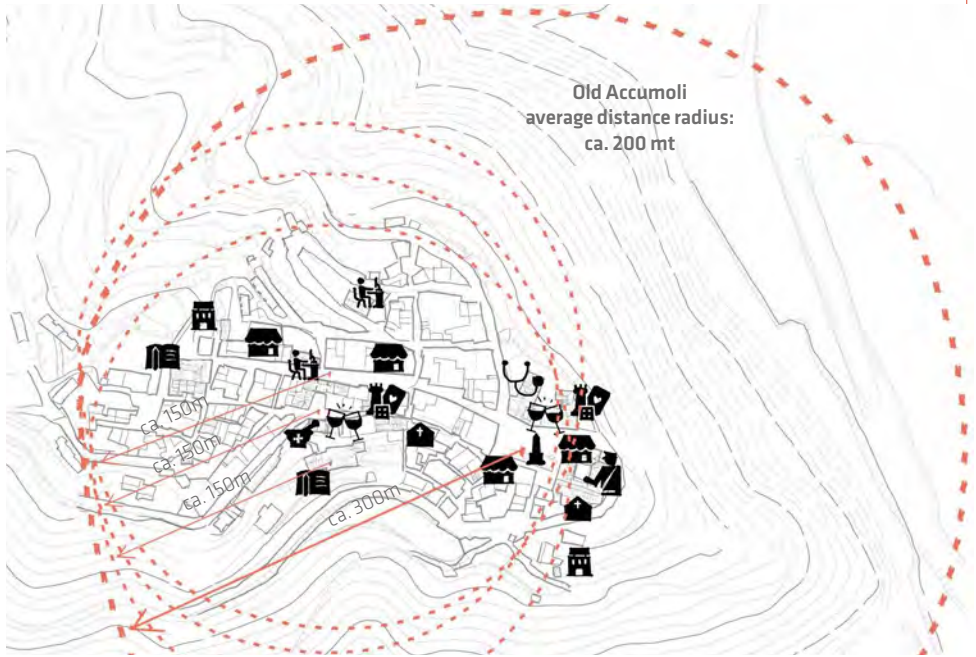 Old Accumoli
average distance radius:
ca. 200 mt
ca. 150m
ca. 150m
ca. 150m
ca. 300m